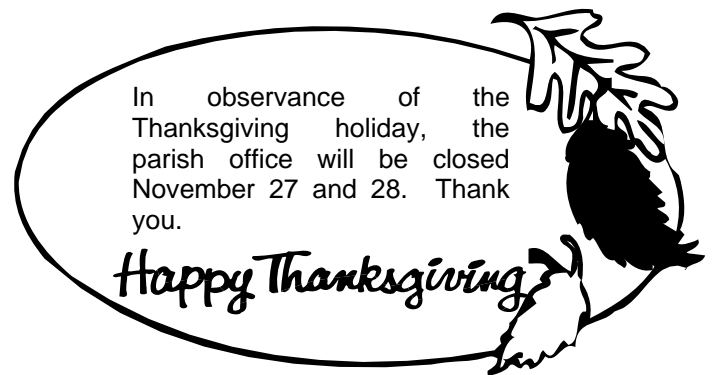 In observance of the
Thanksgiving holiday, the
parish office will be closed
November 27 and 28. Thank
you.
Happy Thanksgiving